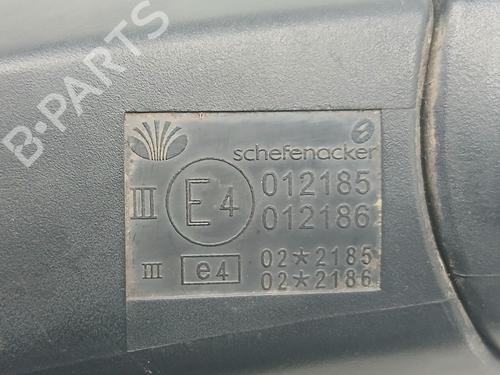 B-PARTS
schefenacker
III E4 012185
012186
III e4 02*2185
02*2186